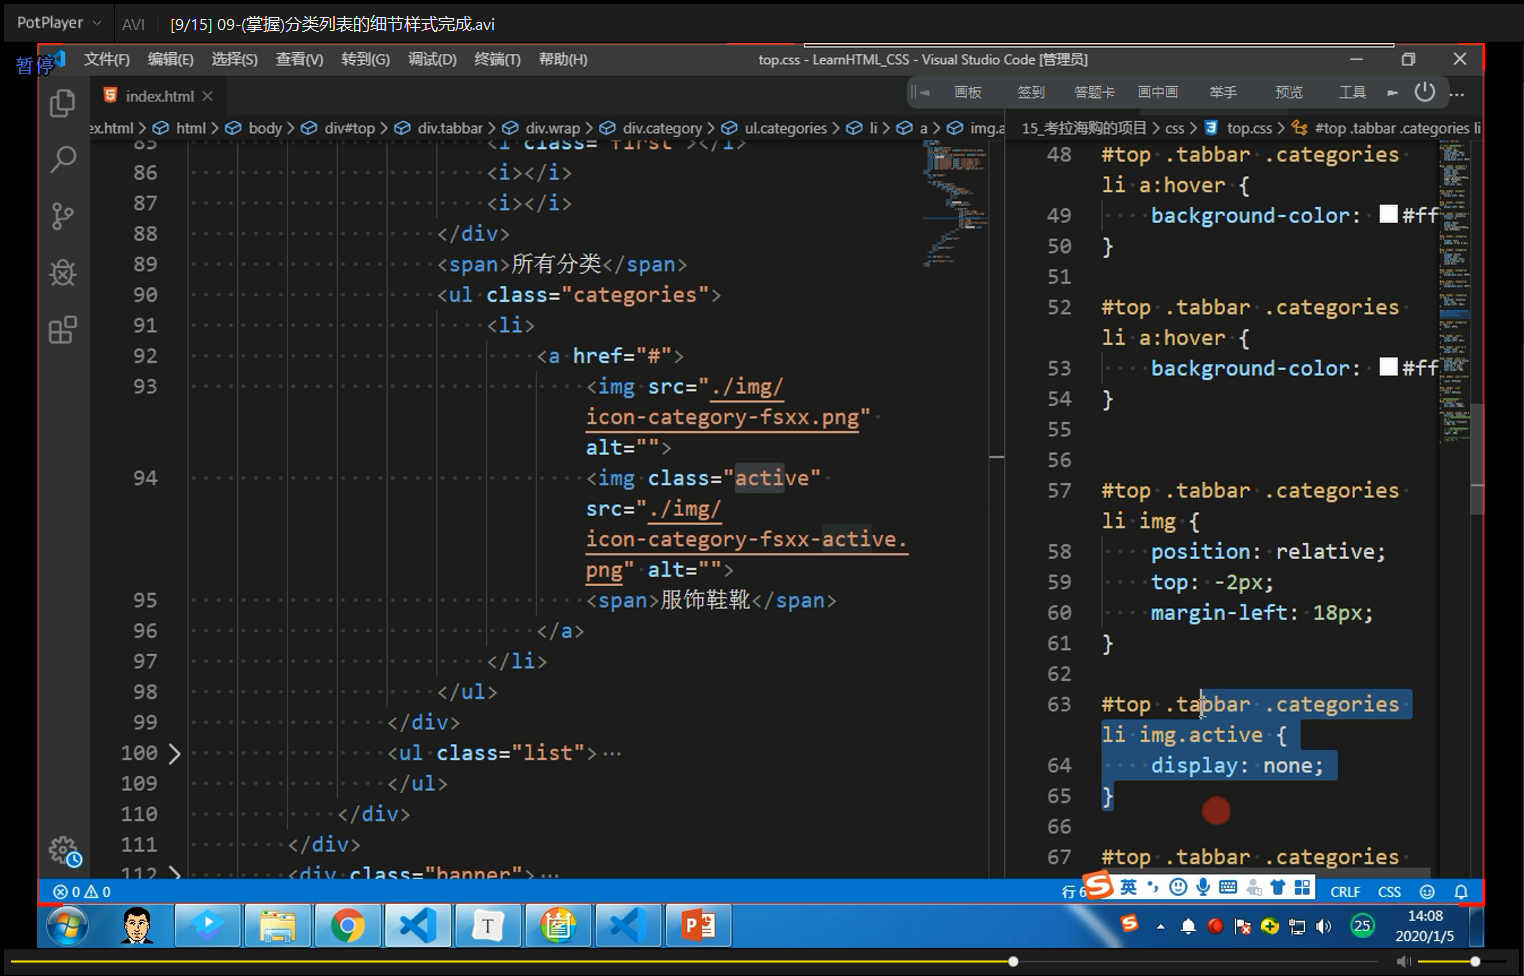 PotPlayer AVI [9/15] 09-(掌握)分类列表的细节样式完成.avi
暂停
文件(F) 编辑(E) 选择(S) 查看(V) 转到(G) 调试(D) 终端(T) 帮助(H) top.css - LearnHTML_CSS - Visual Studio Code [管理员]
index.html
画板 签到 答题卡 画中画 举手 预览 工具
ex.html > html > body > div#top > div.tabbar > div.wrap > div.category > ul.categories > li > a > img.a
15_考拉海购的项目 > css > top.css > #top .tabbar .categories li
85 <i class="first"></i>
86 <i></i>
87 <i></i>
88 </div>
89 <span>所有分类</span>
90 <ul class="categories">
91 <li>
92 <a href="#">
93 <img src="./img/
icon-category-fsxx.png"
alt="">
94 <img class="active"
src="./img/
icon-category-fsxx-active.
png" alt="">
95 <span>服饰鞋靴</span>
96 </a>
97 </li>
98 </ul>
99 </div>
100 <ul class="list">…
109 </ul>
110 </div>
111 </div>
112 <div class="banner">…
48 #top .tabbar .categories
li a:hover {
49 background-color: #ff
50 }
51
52 #top .tabbar .categories
li a:hover {
53 background-color: #ff
54 }
55
56
57 #top .tabbar .categories
li img {
58 position: relative;
59 top: -2px;
60 margin-left: 18px;
61 }
62
63 #top .tabbar .categories
li img.active {
64 display: none;
65 }
66
67 #top .tabbar .categories
0 0
行 6
英
CRLF CSS
T
25
14:08
2020/1/5